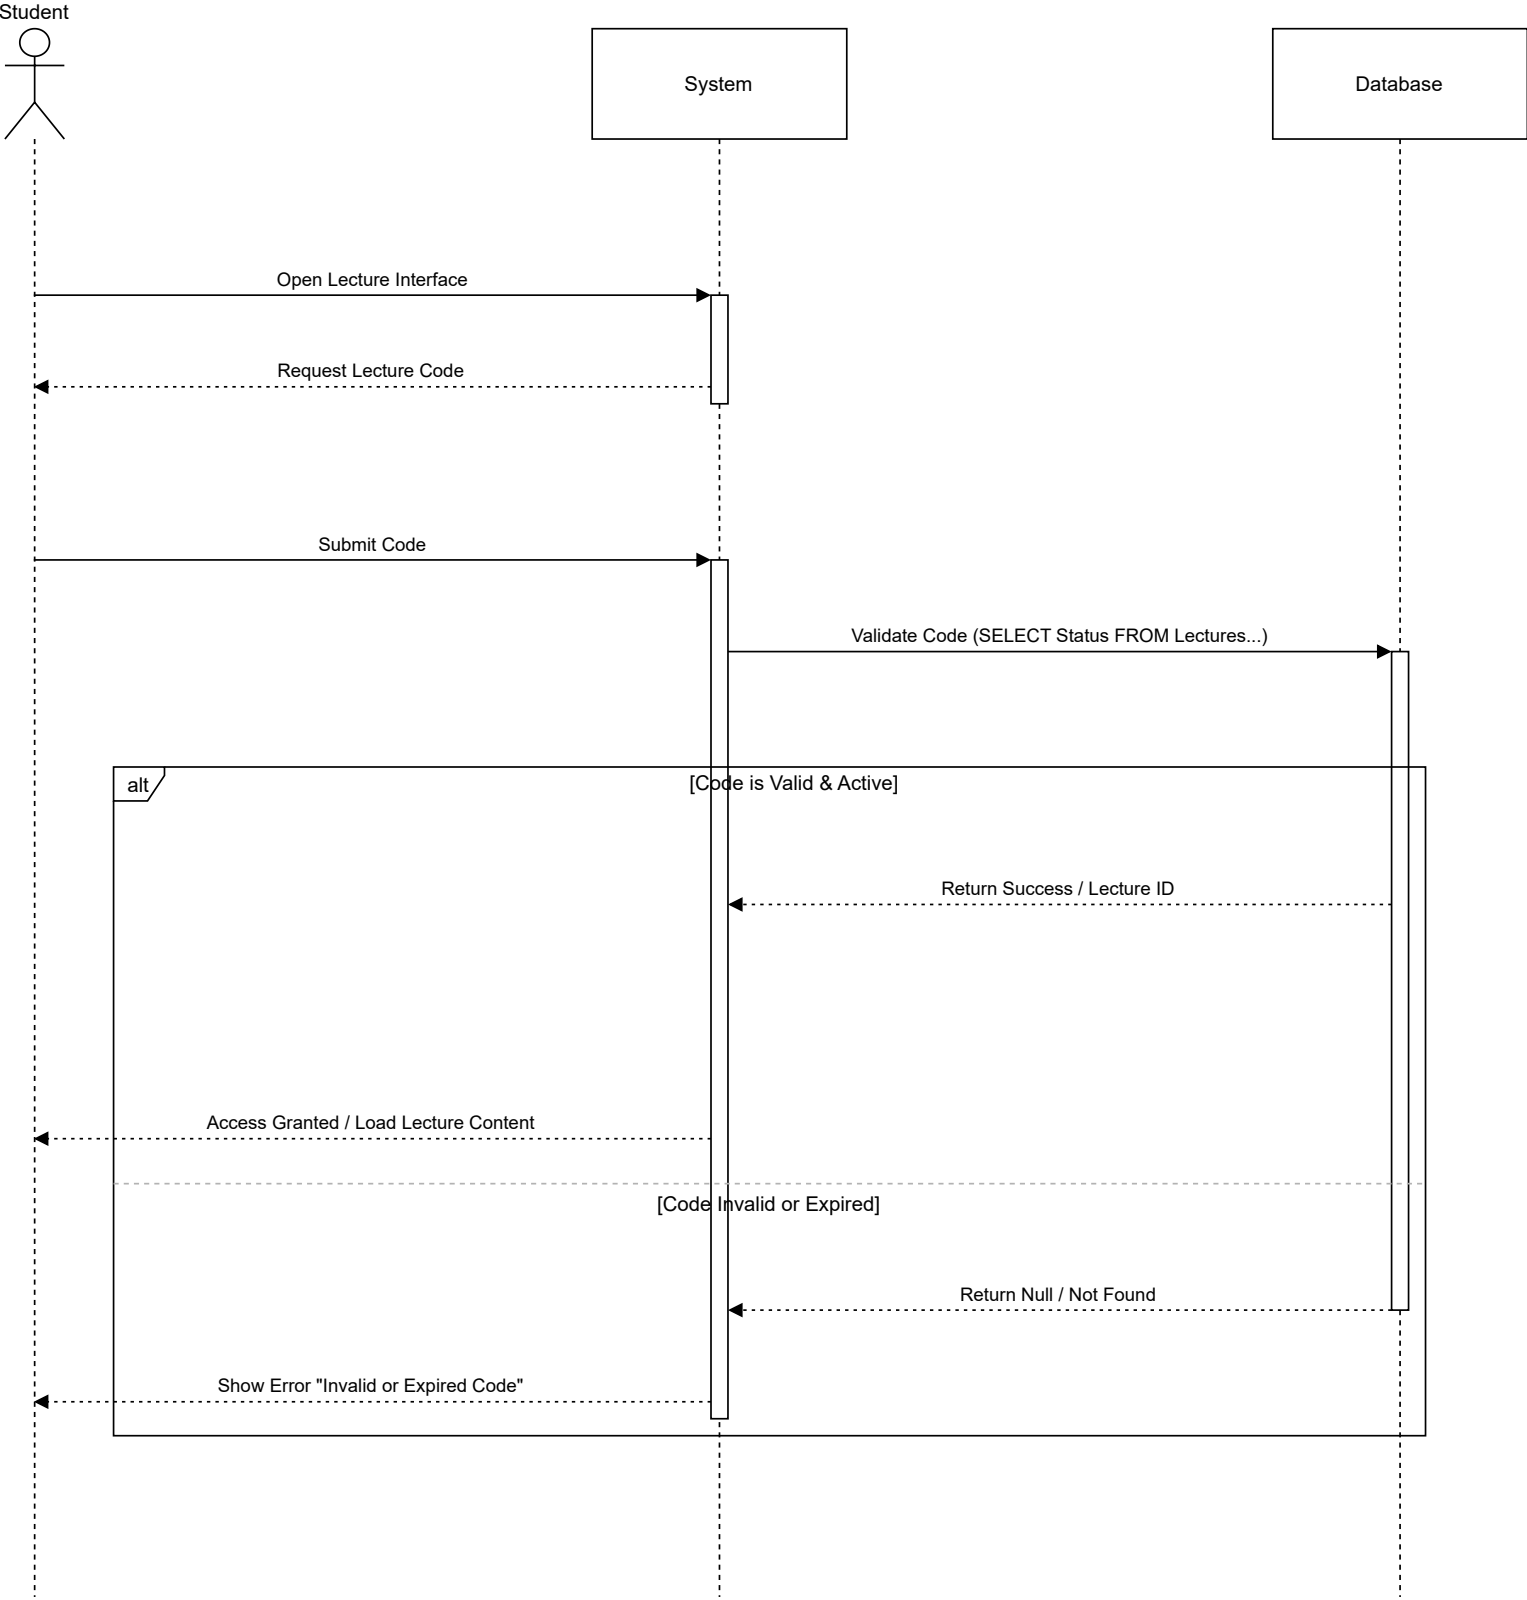 Student
System
Database
Open Lecture Interface
Request Lecture Code
Submit Code
Validate Code (SELECT Status FROM Lectures...)
alt
[Code is Valid & Active]
Return Success / Lecture ID
Access Granted / Load Lecture Content
[Code Invalid or Expired]
Return Null / Not Found
Show Error "Invalid or Expired Code"